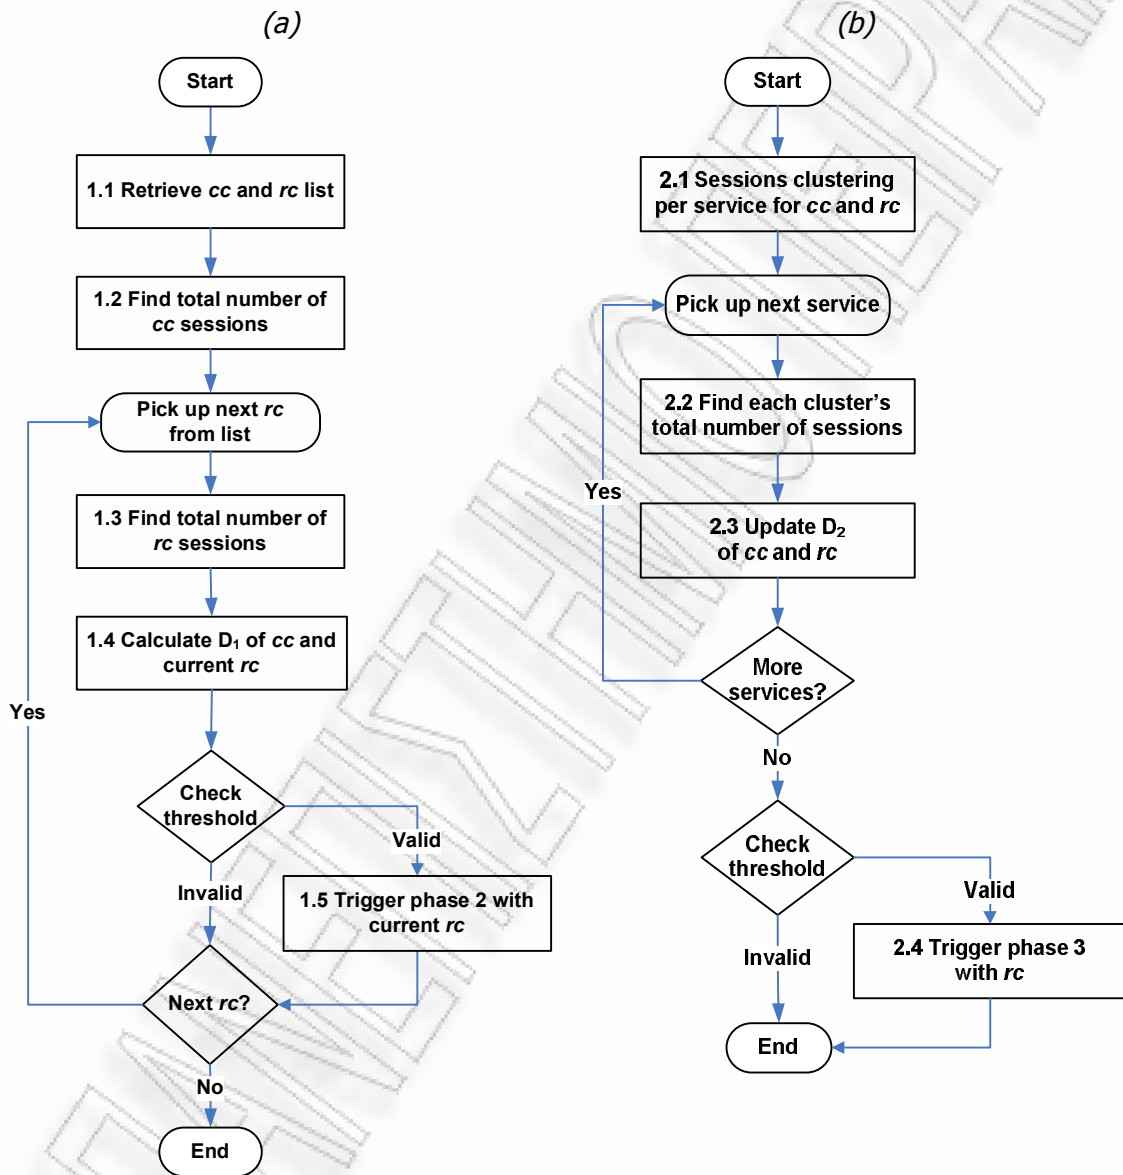 (a)
Start
1.1 Retrieve cc and rc list
1.2 Find total number of
cc sessions
Pick up next rc
from list
1.3 Find total number of
rc sessions
1.4 Calculate D₁ of cc and
current rc
Yes
Check
threshold
Valid
Invalid
1.5 Trigger phase 2 with
current rc
Next rc?
No
End
(b)
Start
2.1 Sessions clustering
per service for cc and rc
Pick up next service
2.2 Find each cluster's
total number of sessions
Yes
2.3 Update D₂
of cc and rc
More
services?
No
Check
threshold
Valid
Invalid
2.4 Trigger phase 3
with rc
End